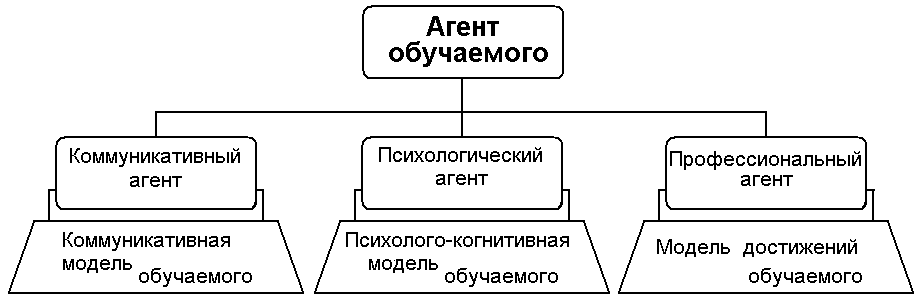 Агент
обучаемого
Коммуникативный
агент
Психологический
агент
Профессиональный
агент
Коммуникативная
модель
обучаемого
Психолого-когнитивная
модель
обучаемого
Модель достижений
обучаемого